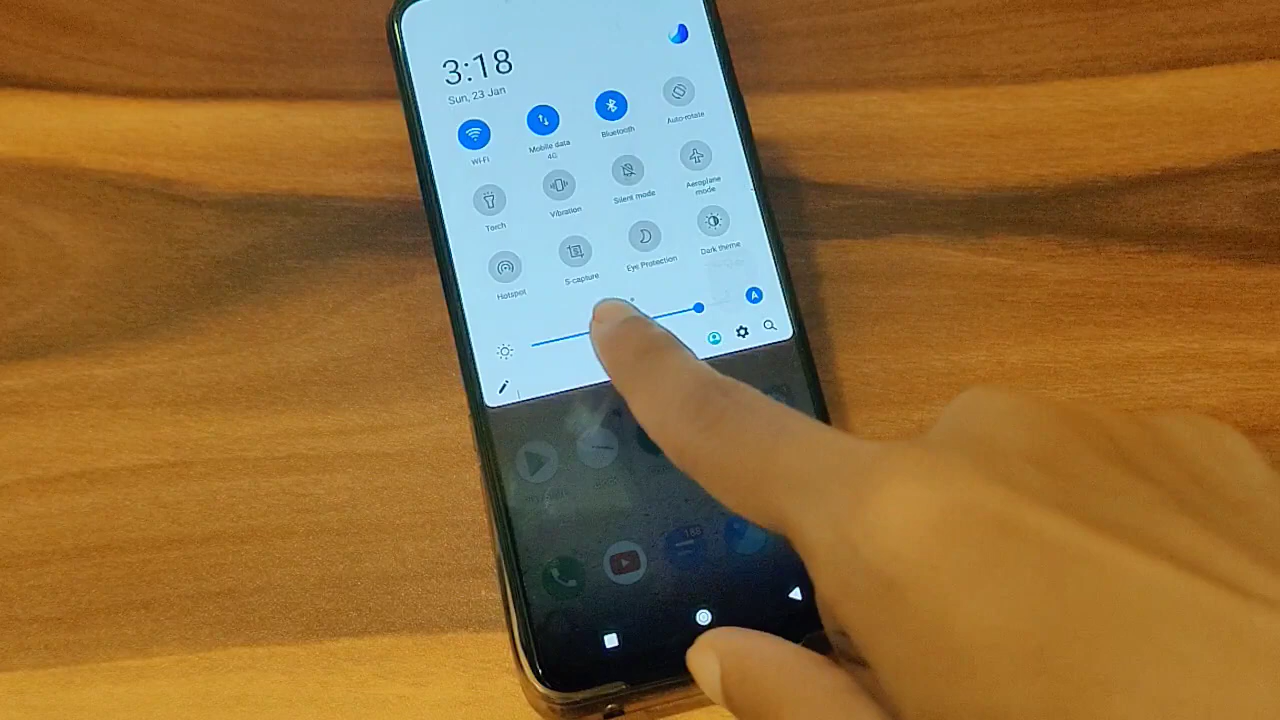 3:18
Sun, 23 Jan
Wi-Fi
Mobile data
4G
Bluetooth
Auto-rotate
Torch
Vibration
Silent mode
Aeroplane
mode
Hotspot
S-capture
Eye Protection
Dark theme
A
188